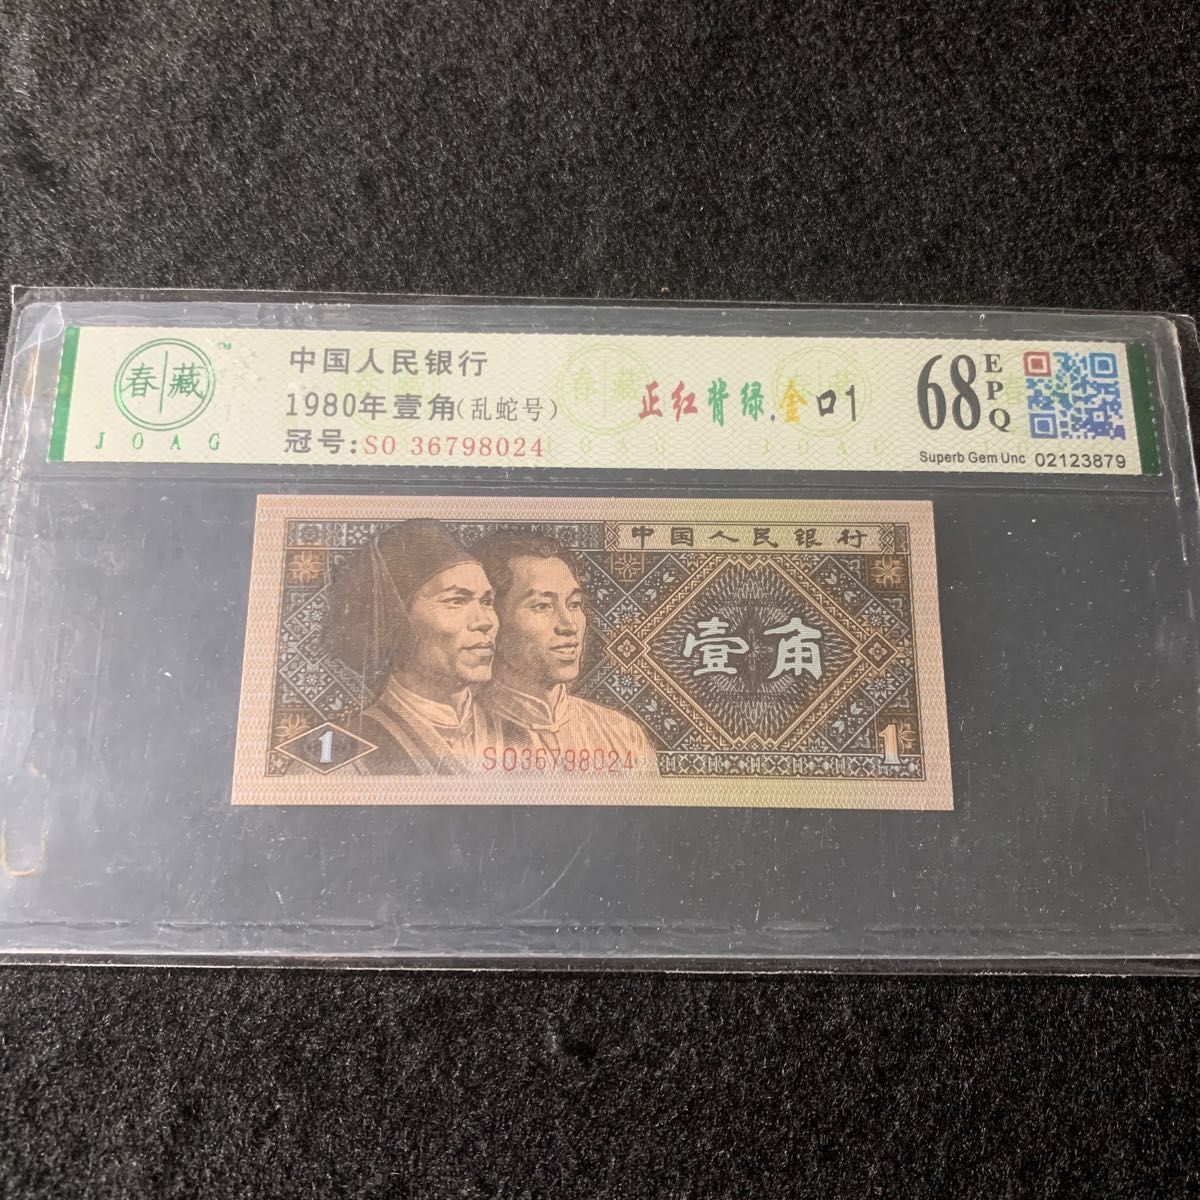 春藏 TM
JOAG
中国人民银行
1980年壹角(乱蛇号)
冠号:SO 36798024
正红背绿.金口1
68 EPQ
Superb Gem Unc 02123879
中国人民银行
壹角
1
SO36798024
1